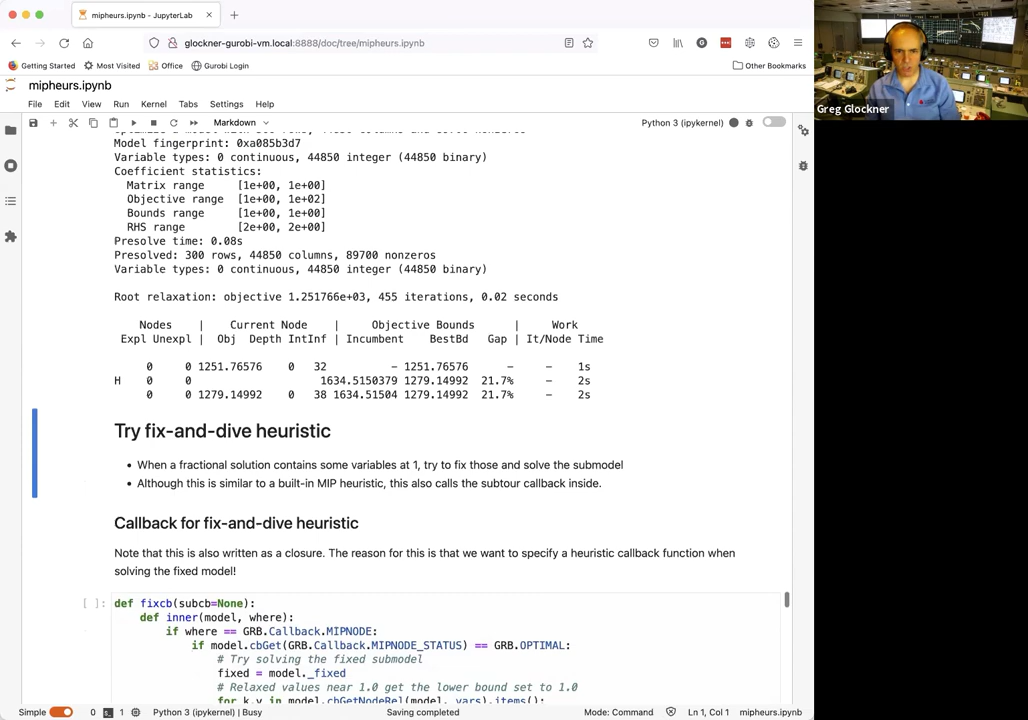 mipheurs.ipynb - JupyterLab
glockner-gurobi-vm.local:8888/doc/tree/mipheurs.ipynb
Getting Started
Most Visited
Office
Gurobi Login
Other Bookmarks
mipheurs.ipynb
File Edit View Run Kernel Tabs Settings Help
Markdown
Python 3 (ipykernel)
Model fingerprint: 0xa085b3d7
Variable types: 0 continuous, 44850 integer (44850 binary)
Coefficient statistics:
Matrix range [1e+00, 1e+00]
Objective range [1e+00, 1e+02]
Bounds range [1e+00, 1e+00]
RHS range [2e+00, 2e+00]
Presolve time: 0.08s
Presolved: 300 rows, 44850 columns, 89700 nonzeros
Variable types: 0 continuous, 44850 integer (44850 binary)
Root relaxation: objective 1.251766e+03, 455 iterations, 0.02 seconds
Nodes | Current Node | Objective Bounds | Work
Expl Unexpl | Obj Depth IntInf | Incumbent BestBd Gap | It/Node Time
0 0 1251.76576 0 32 - 1251.76576 - - 1s
H 0 0 1634.5150379 1279.14992 21.7% - 2s
0 0 1279.14992 0 38 1634.51504 1279.14992 21.7% - 2s
Try fix-and-dive heuristic
• When a fractional solution contains some variables at 1, try to fix those and solve the submodel
• Although this is similar to a built-in MIP heuristic, this also calls the subtour callback inside.
Callback for fix-and-dive heuristic
Note that this is also written as a closure. The reason for this is that we want to specify a heuristic callback function when
solving the fixed model!
[ ]: def fixcb(subcb=None):
def inner(model, where):
if where == GRB.Callback.MIPNODE:
if model.cbGet(GRB.Callback.MIPNODE_STATUS) == GRB.OPTIMAL:
# Try solving the fixed submodel
fixed = model._fixed
# Relaxed values near 1.0 get the lower bound set to 1.0
for k,v in model.cbGetNodeRel(model._vars).items():
Simple 0 1 Python 3 (ipykernel) | Busy Saving completed Mode: Command Ln 1, Col 1 mipheurs.ipynb
Greg Glockner